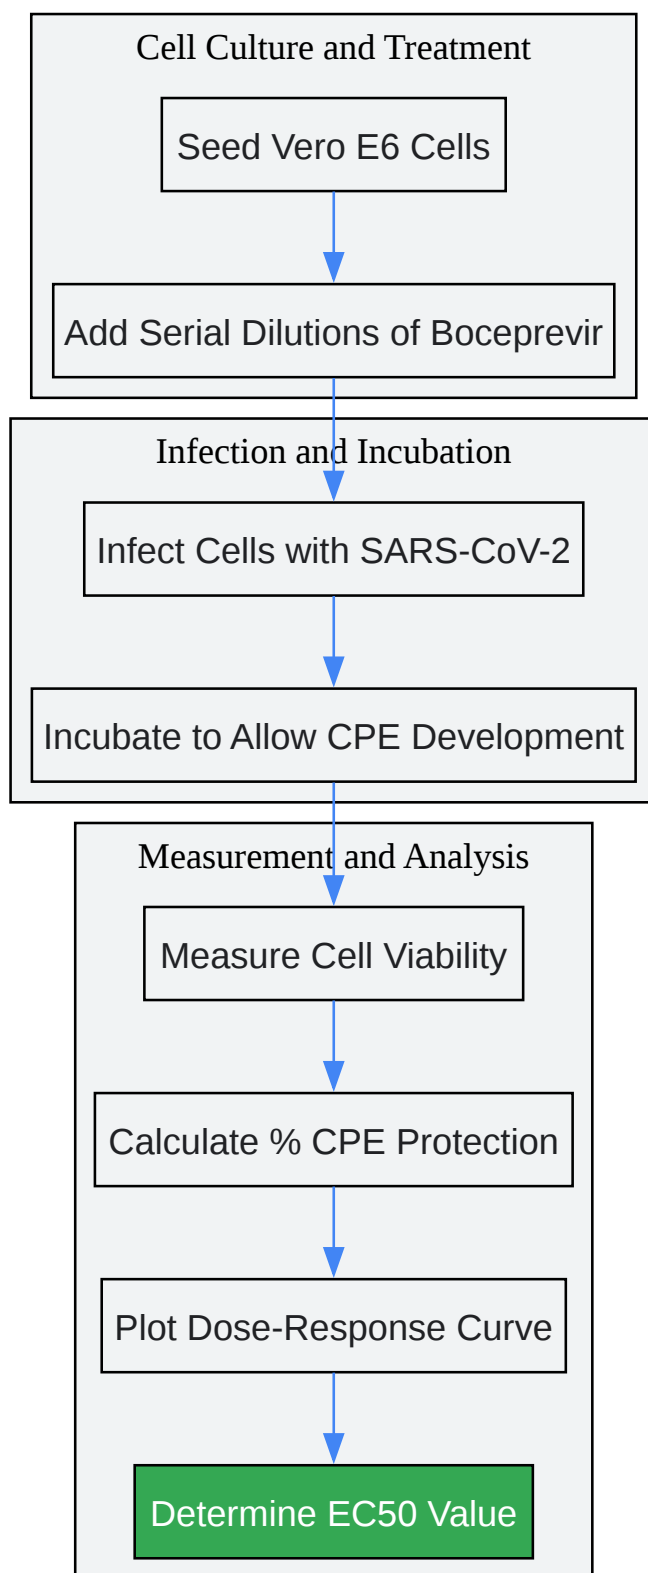 Cell Culture and Treatment
Seed Vero E6 Cells
Add Serial Dilutions of Boceprevir
Infection and Incubation
Infect Cells with SARS-CoV-2
Incubate to Allow CPE Development
Measurement and Analysis
Measure Cell Viability
Calculate % CPE Protection
Plot Dose-Response Curve
Determine EC50 Value